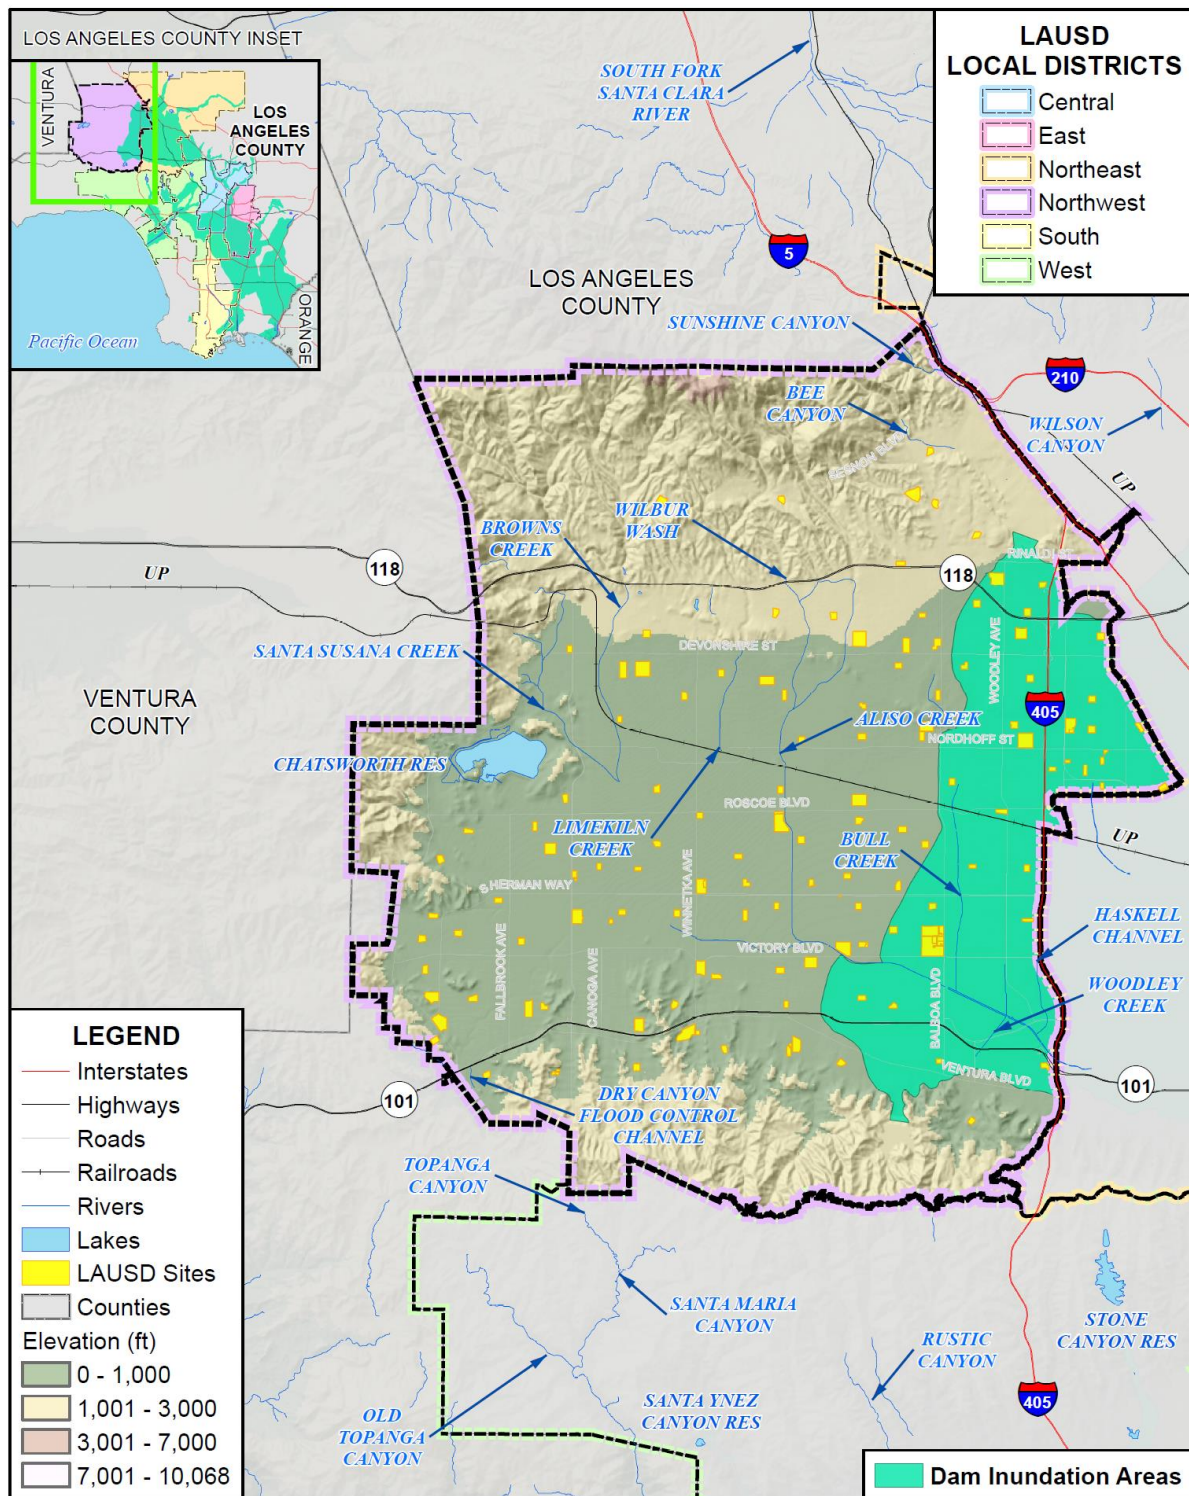 LOS ANGELES COUNTY INSET
VENTURA
LOS
ANGELES
COUNTY
ORANGE
Pacific Ocean
LAUSD
LOCAL DISTRICTS
Central
East
Northeast
Northwest
South
West
SOUTH FORK
SANTA CLARA
RIVER
5
LOS ANGELES
COUNTY
SUNSHINE CANYON
210
BEE
CANYON
WILSON
CANYON
SESNON BLVD
UP
WILBUR
WASH
BROWNS
CREEK
RINALDI ST
118
UP
118
DEVONSHIRE ST
SANTA SUSANA CREEK
WOODLEY AVE
VENTURA
COUNTY
405
ALISO CREEK
NORDHOFF ST
CHATSWORTH RES
ROSCOE BLVD
LIMEKILN
CREEK
BULL
CREEK
UP
SHERMAN WAY
WINNETKA AVE
HASKELL
CHANNEL
FALLBROOK AVE
CANOGA AVE
VICTORY BLVD
BALBOA BLVD
WOODLEY
CREEK
VENTURA BLVD
101
101
DRY CANYON
FLOOD CONTROL
CHANNEL
TOPANGA
CANYON
SANTA MARIA
CANYON
STONE
CANYON RES
RUSTIC
CANYON
SANTA YNEZ
CANYON RES
405
OLD
TOPANGA
CANYON
LEGEND
Interstates
Highways
Roads
Railroads
Rivers
Lakes
LAUSD Sites
Counties
Elevation (ft)
0 - 1,000
1,001 - 3,000
3,001 - 7,000
7,001 - 10,068
Dam Inundation Areas